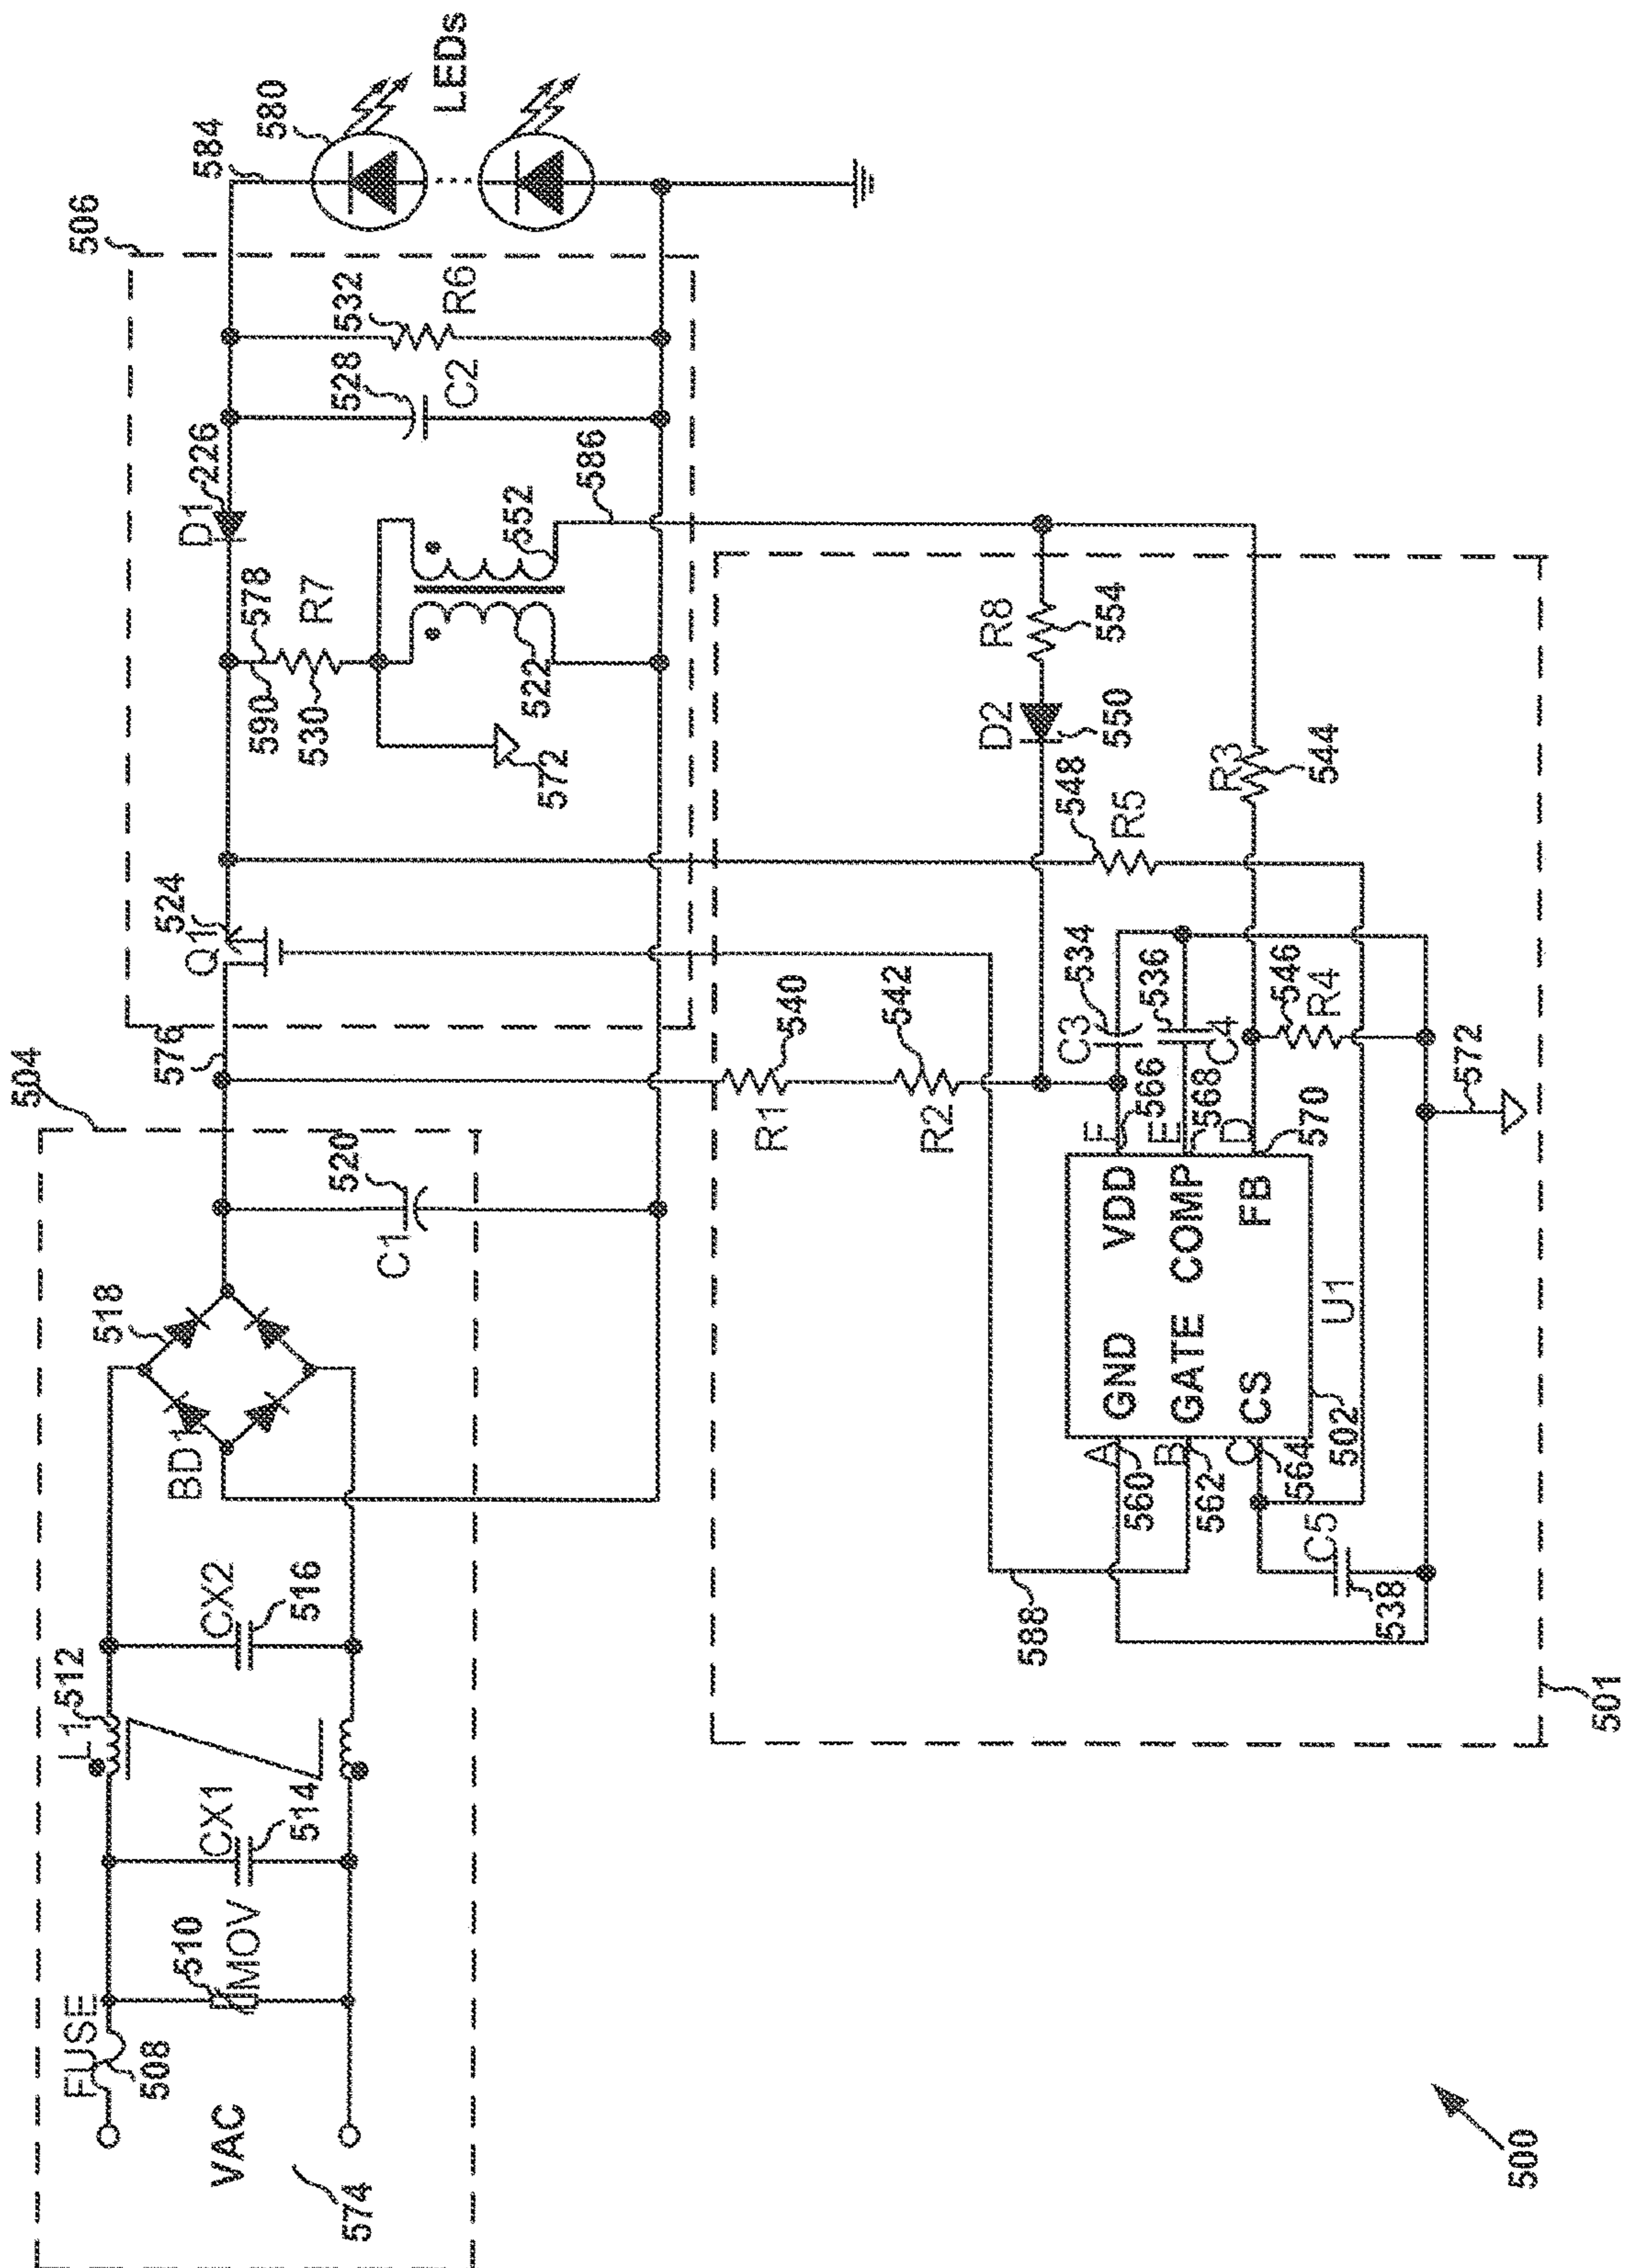 504
506
584
580
LEDs
576
Q1
524
590
578
D1
226
530
R7
572
522
552
528
C2
532
R6
586
FUSE
508
510
MOV
CX1
514
L1
512
CX2
516
BD1
518
C1
520
VAC
574
R1
540
R2
542
R8
554
D2
550
548
R5
R3
544
C3
534
536
C4
546
R4
572
F
566
E
568
D
570
VDD
COMP
FB
GND
GATE
CS
U1
502
A
560
B
562
C
564
C5
538
588
501
500